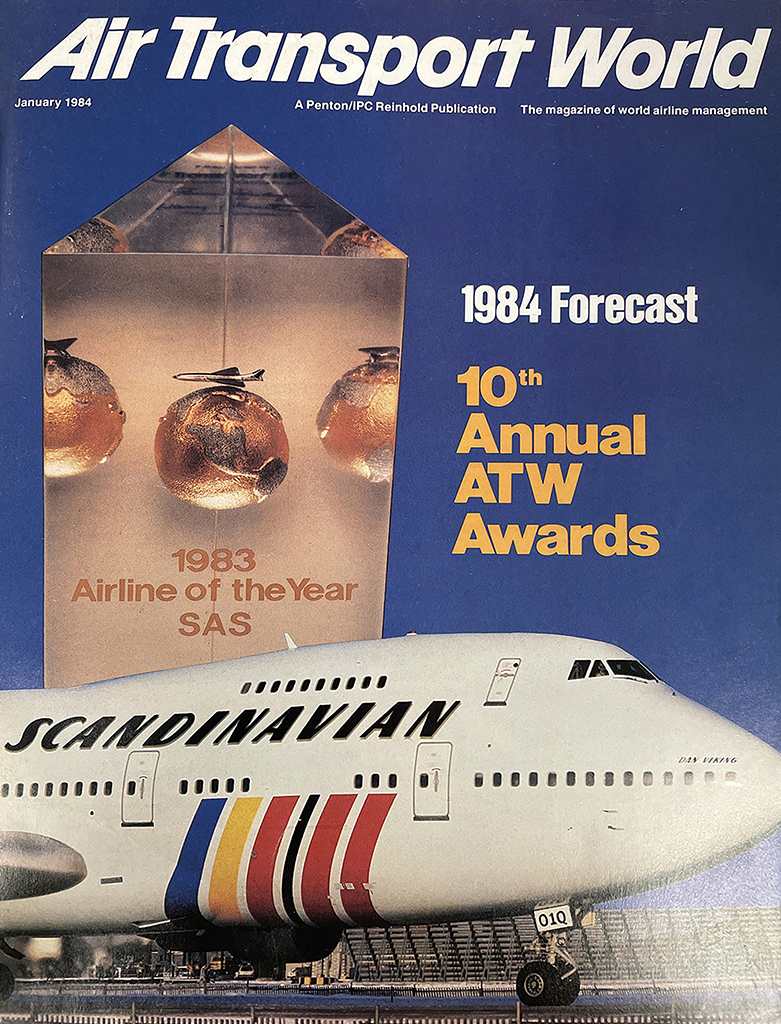 Air Transport World
January 1984
A Penton/IPC Reinhold Publication
The magazine of world airline management
1984 Forecast
10th
Annual
ATW
Awards
1983
Airline of the Year
SAS
SCANDINAVIAN
DAN VIKING
010